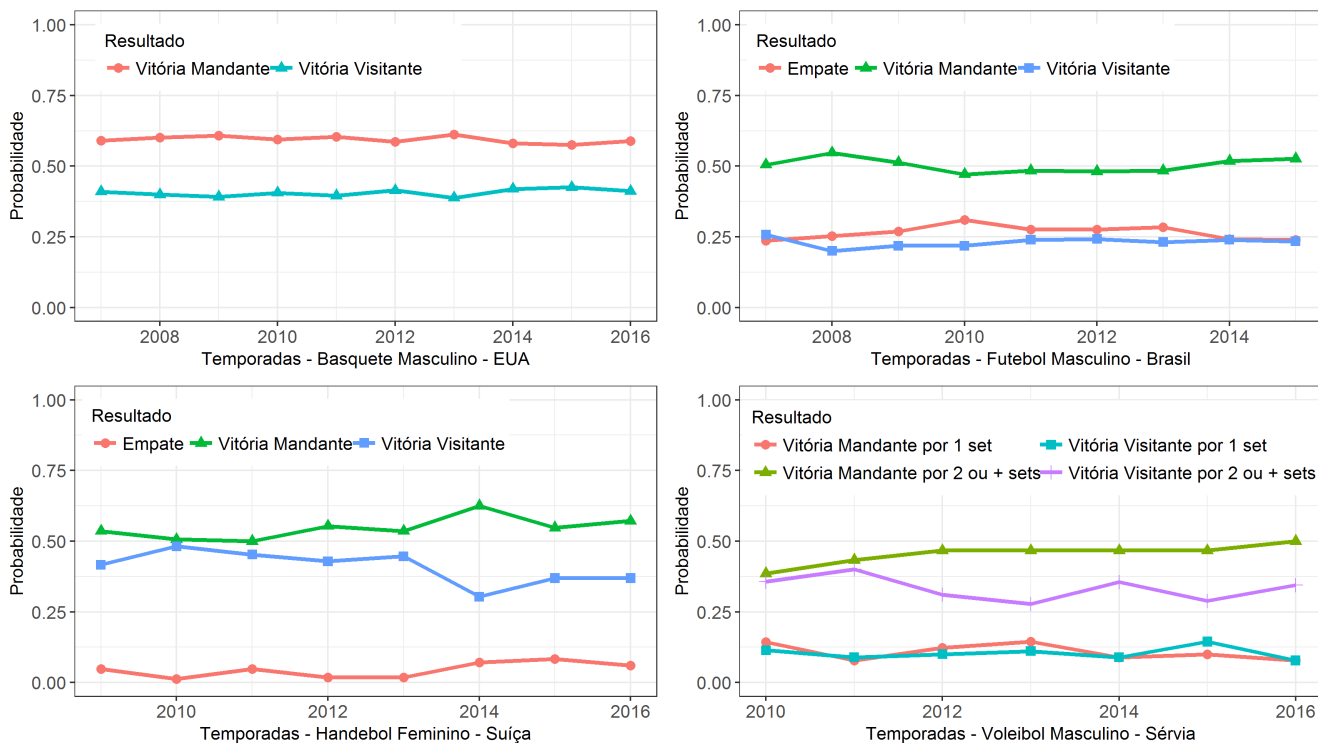 1.00
0.75
0.50
0.25
0.00
Probabilidade
Resultado
Vitória Mandante Vitória Visitante
2008 2010 2012 2014 2016
Temporadas - Basquete Masculino - EUA
1.00
0.75
0.50
0.25
0.00
Probabilidade
Resultado
Empate Vitória Mandante Vitória Visitante
2008 2010 2012 2014
Temporadas - Futebol Masculino - Brasil
1.00
0.75
0.50
0.25
0.00
Probabilidade
Resultado
Empate Vitória Mandante Vitória Visitante
2010 2012 2014 2016
Temporadas - Handebol Feminino - Suíça
1.00
0.75
0.50
0.25
0.00
Probabilidade
Resultado
Vitória Mandante por 1 set Vitória Visitante por 1 set
Vitória Mandante por 2 ou + sets Vitória Visitante por 2 ou + sets
2010 2012 2014 2016
Temporadas - Voleibol Masculino - Sérvia